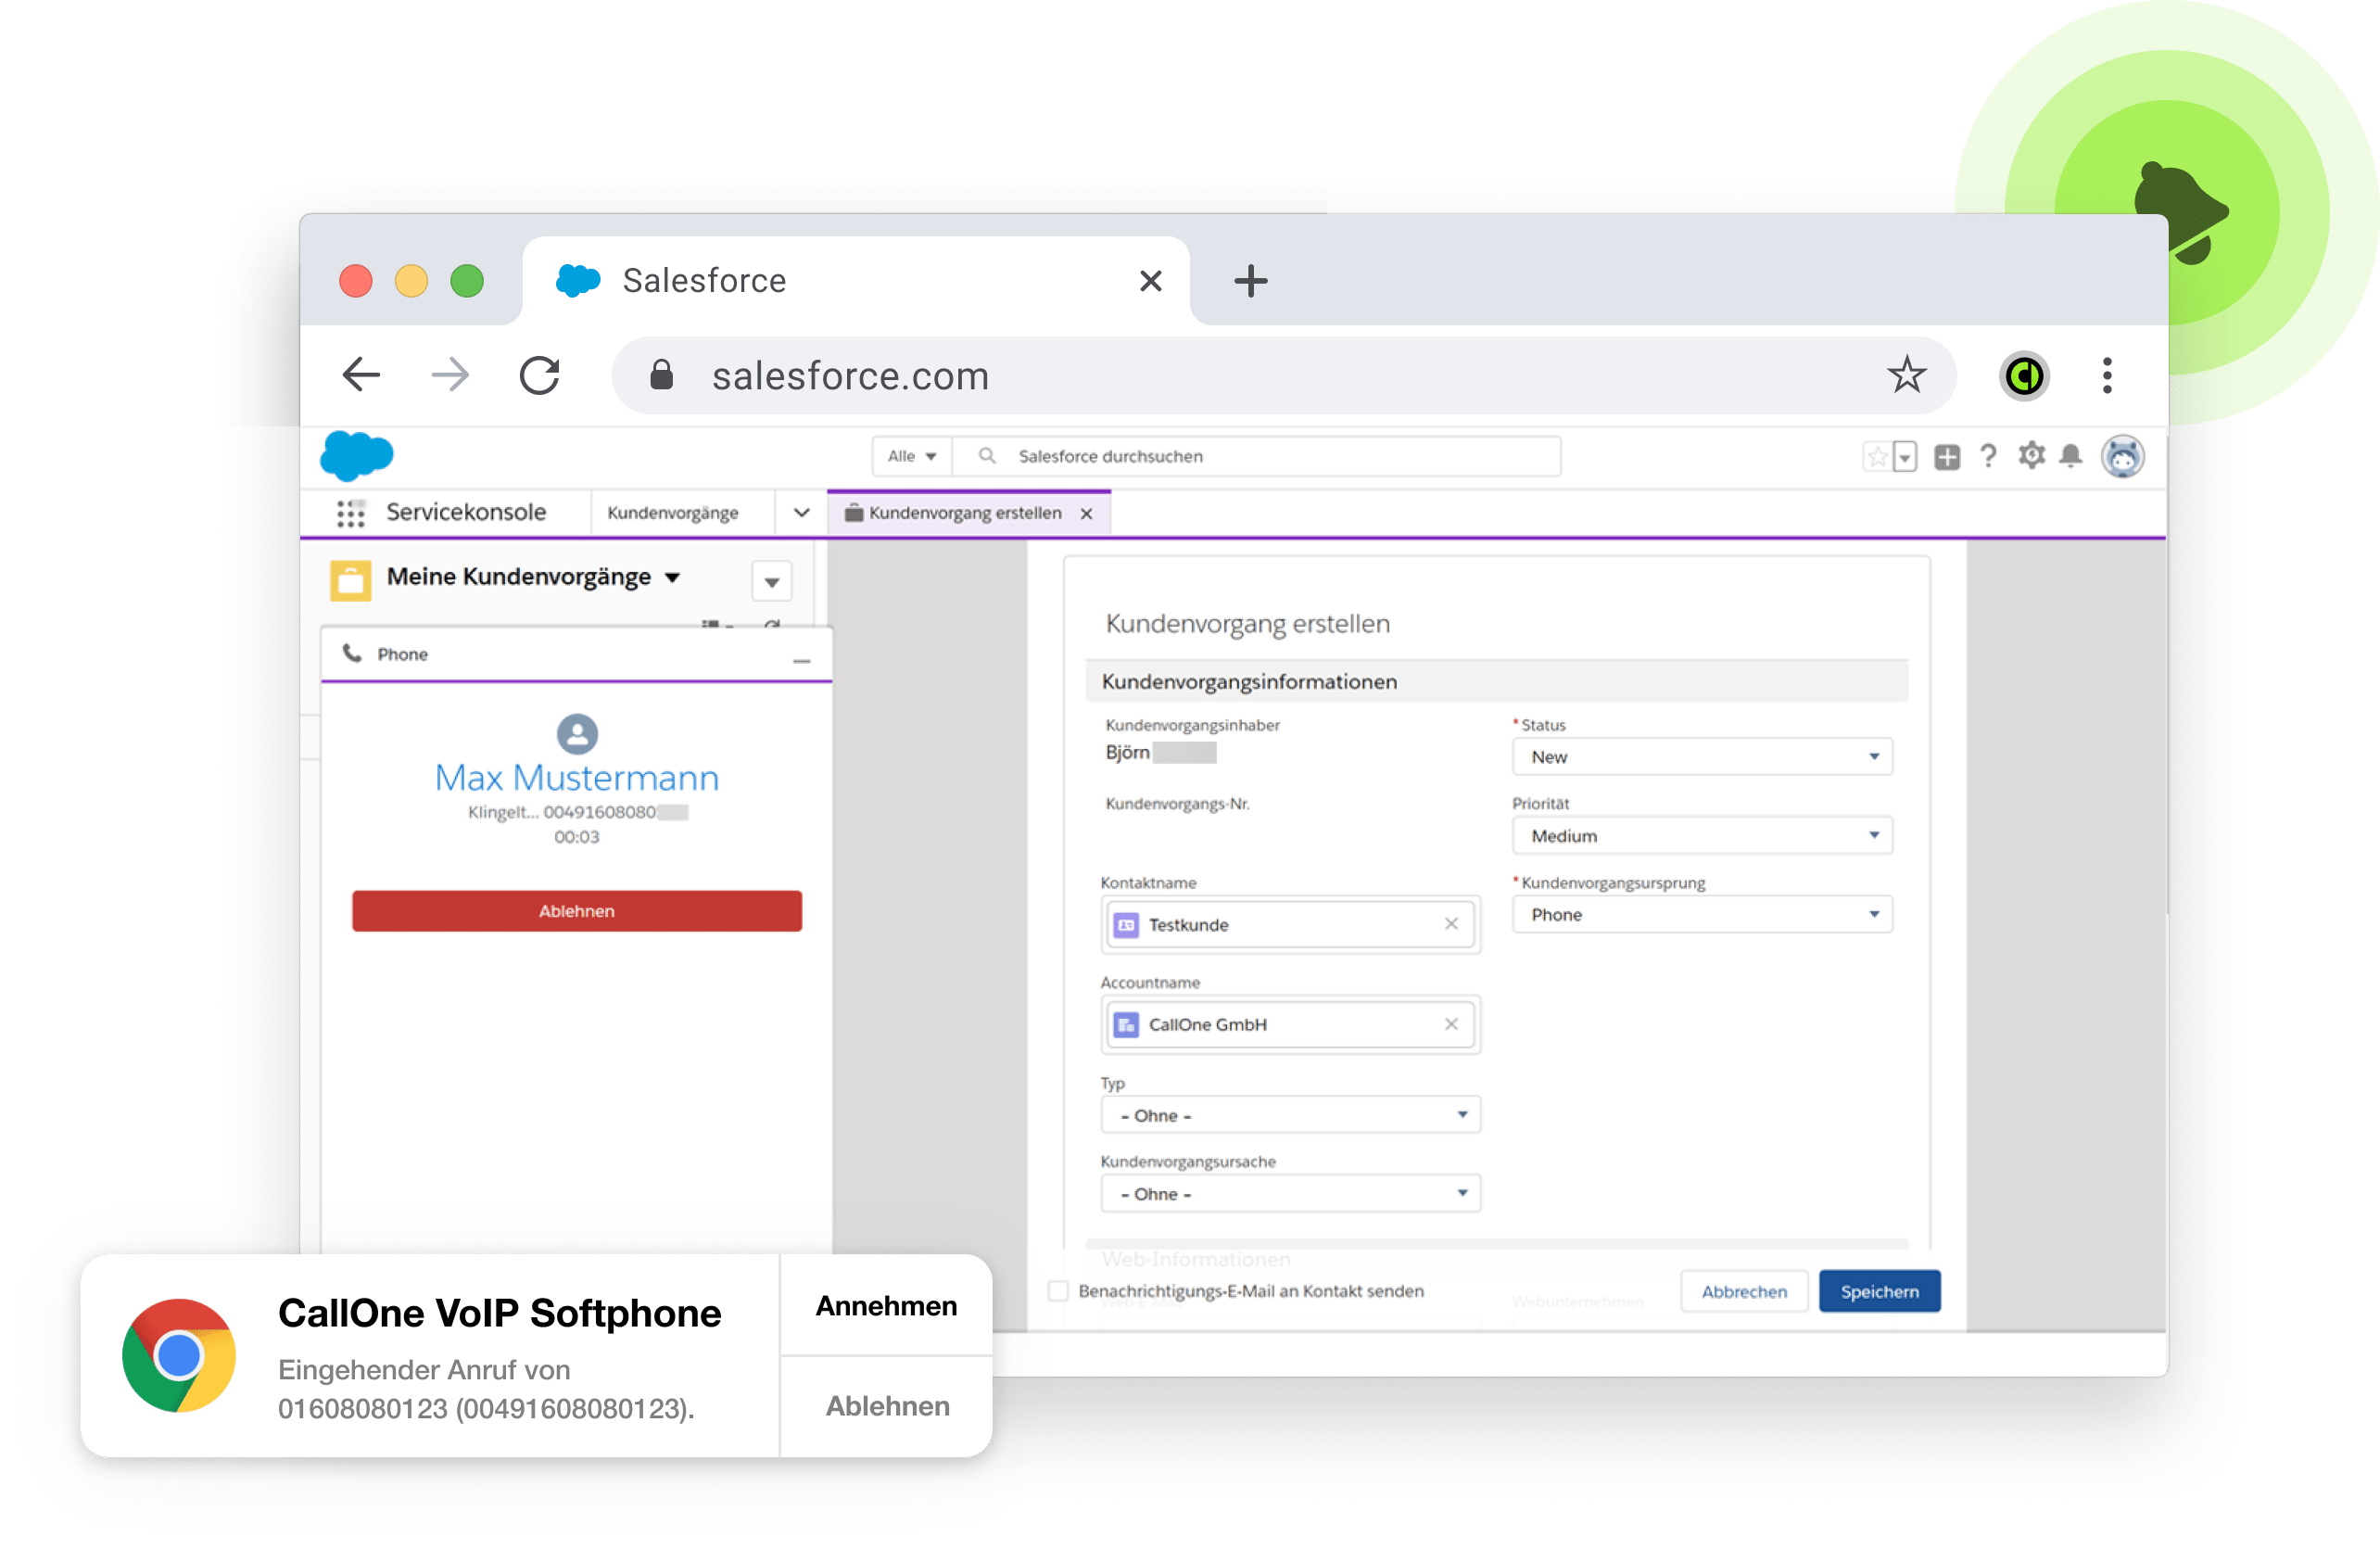 Salesforce
salesforce.com
Alle
Salesforce durchsuchen
Servicekonsole
Kundenvorgänge
Kundenvorgang erstellen
Meine Kundenvorgänge
Phone
Max Mustermann
Klingelt... 00491608080
00:03
Ablehnen
Kundenvorgang erstellen
Kundenvorgangsinformationen
Kundenvorgangsinhaber
Björn
Kundenvorgangs-Nr.
* Status
New
Priorität
Medium
Kontaktname
Testkunde
* Kundenvorgangsursprung
Phone
Accountname
CallOne GmbH
Typ
- Ohne -
Kundenvorgangsursache
- Ohne -
Web-Informationen
Benachrichtigungs-E-Mail an Kontakt senden
Web-E-Mail
Webunternehmen
Abbrechen
Speichern
CallOne VoIP Softphone
Eingehender Anruf von
01608080123 (00491608080123).
Annehmen
Ablehnen